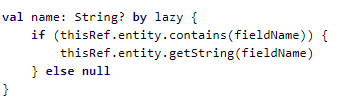 val name: String? by lazy {
    if (thisRef.entity.contains(fieldName)) {
        thisRef.entity.getString(fieldName)
    } else null
}